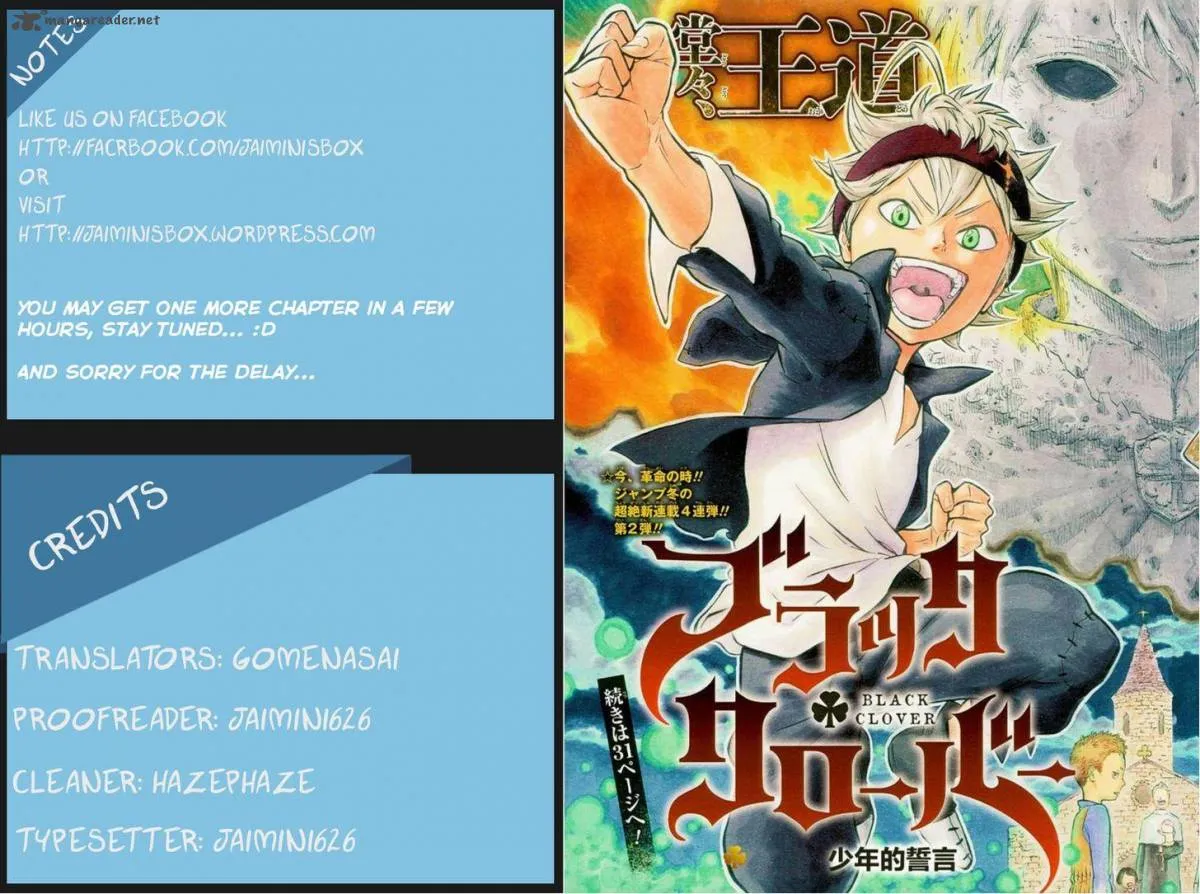 mangareader.net
NOTES
LIKE US ON FACEBOOK
HTTP://FACRBOOK.COM/JAIMINISBOX
OR
VISIT
HTTP://JAIMINISBOX.WORDPRESS.COM
YOU MAY GET ONE MORE CHAPTER IN A FEW
HOURS, STAY TUNED... :D
AND SORRY FOR THE DELAY...
CREDITS
TRANSLATORS: GOMENASAI
PROOFREADER: JAIMINI626
CLEANER: HAZEPHAZE
TYPESETTER: JAIMINI626
堂々、王道
☆今、革命の時!!
ジャンプ冬の
超絶新連載4連弾!!
第2弾!!
ブラック
クローバー
BLACK
CLOVER
続きは31ページへ!
少年的誓言